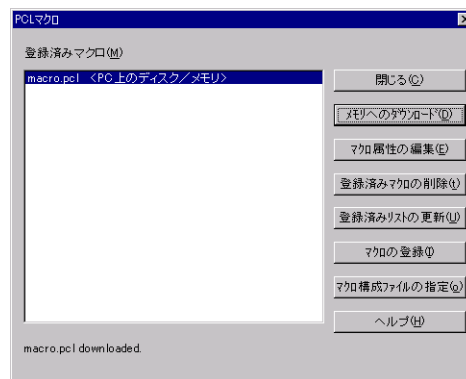 PCLマクロ
登録済みマクロ(M)
macro.pcl <PC上のディスク/メモリ>
閉じる(C)
メモリへのダウンロード(D)
マクロ属性の編集(E)
登録済みマクロの削除(t)
登録済みリストの更新(U)
マクロの登録(I)
マクロ構成ファイルの指定(o)
ヘルプ(H)
macro.pcl downloaded.